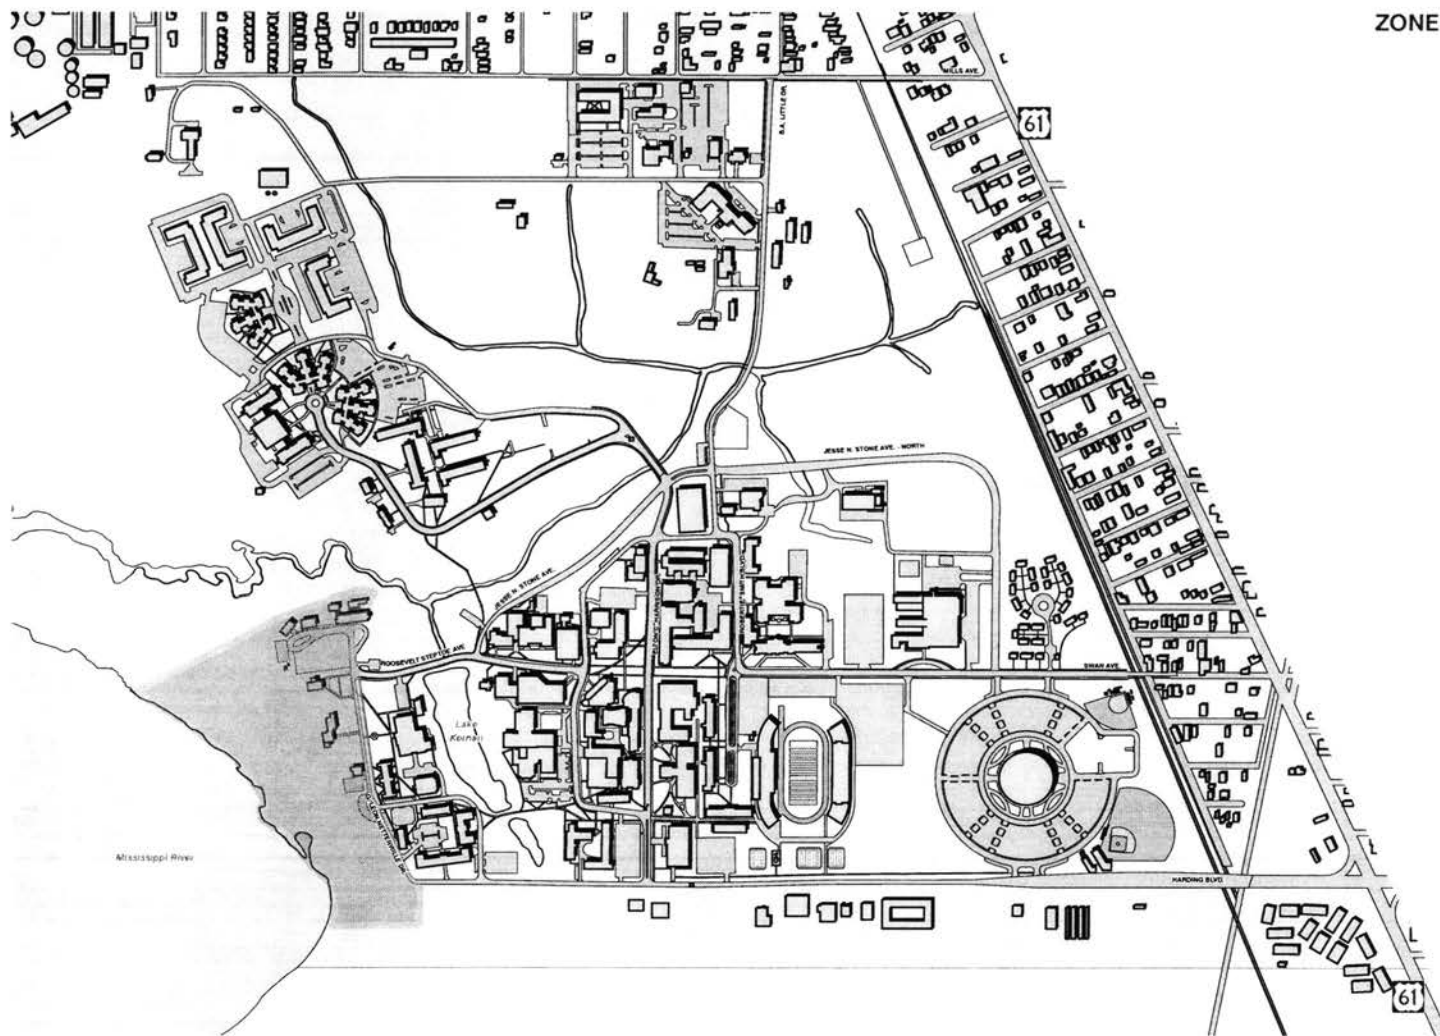 ZONE
MILLS AVE.
61
JESSE N. STONE AVE. - NORTH
JESSE N. STONE AVE.
ROOSEVELT STEPTOE AVE
SWAN AVE.
Lake
Mississippi River
HARDING BLVD.
61